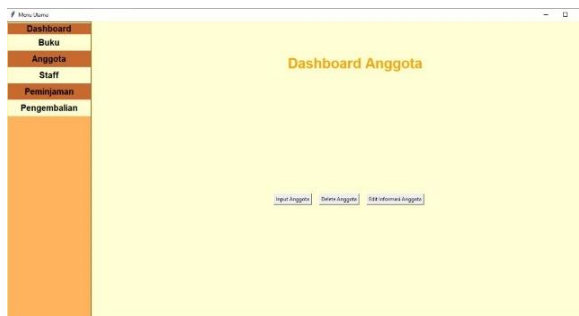 Menu Utama
Dashboard
Buku
Anggota
Staff
Peminjaman
Pengembalian
Dashboard Anggota
Input Anggota Delete Anggota Edit Informasi Anggota